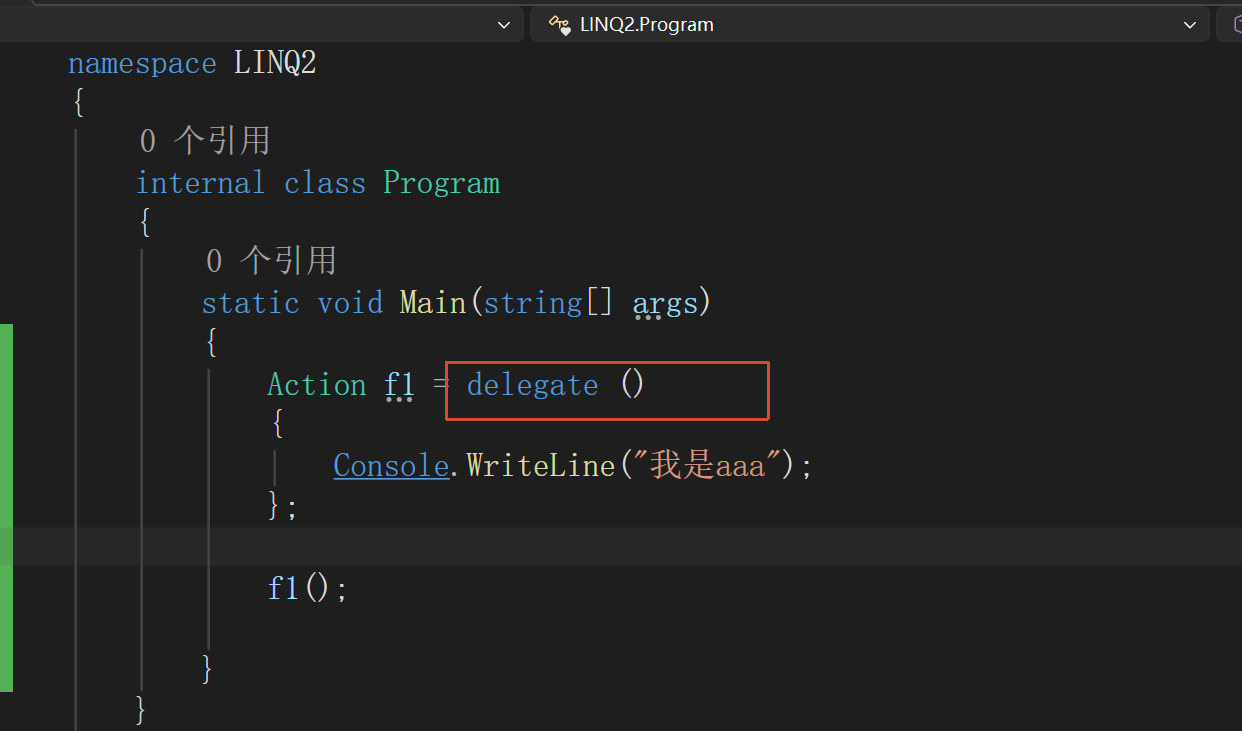 LINQ2.Program
namespace LINQ2
{
0 个引用
internal class Program
{
0 个引用
static void Main(string[] args)
{
Action f1 = delegate ()
{
Console.WriteLine("我是aaa");
};
f1();
}
}